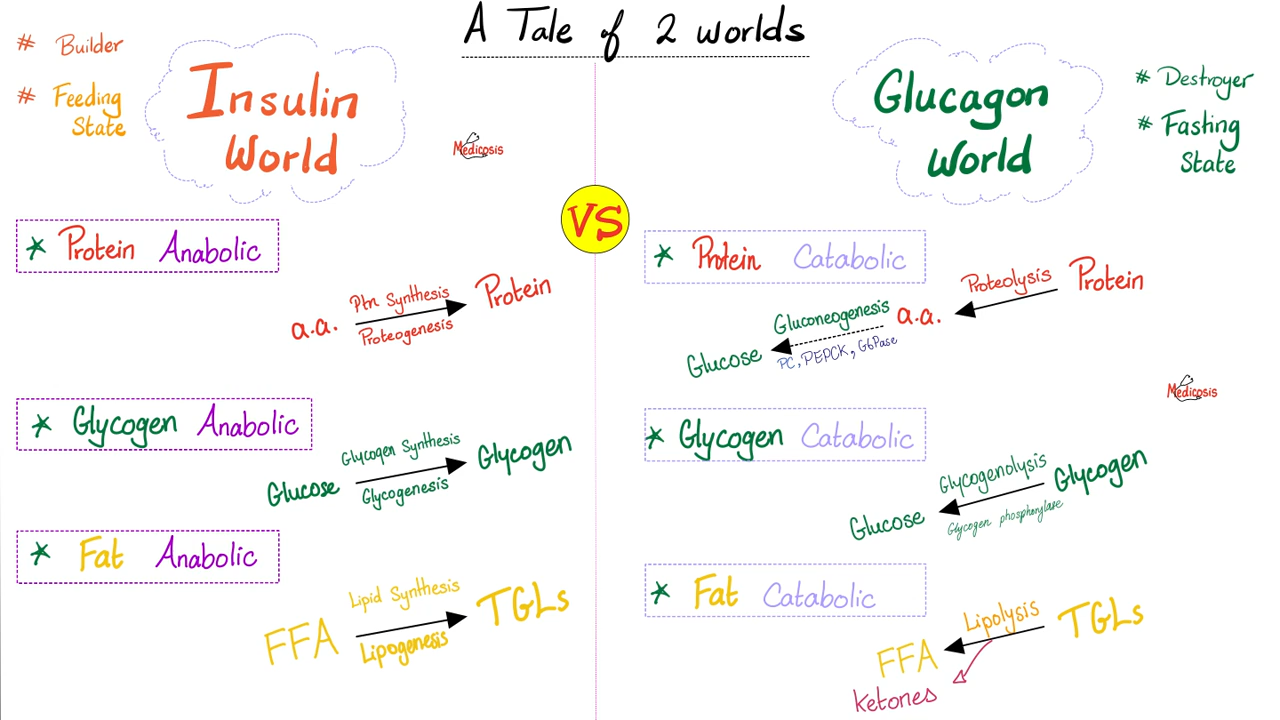 A Tale of 2 worlds
# Builder
# Feeding
State
Insulin
World
Medicosis
VS
* Protein Anabolic
a.a.
Ptn Synthesis
Proteogenesis
Protein
* Glycogen Anabolic
Glucose
Glycogen Synthesis
Glycogenesis
Glycogen
* Fat Anabolic
FFA
Lipid Synthesis
Lipogenesis
TGLs
Glucagon
World
# Destroyer
# Fasting
State
* Protein Catabolic
Protein
Proteolysis
a.a.
Gluconeogenesis
PC, PEPCK, G6Pase
Glucose
Medicosis
* Glycogen Catabolic
Glycogen
Glycogenolysis
Glycogen phosphorylase
Glucose
* Fat Catabolic
TGLs
Lipolysis
FFA
Ketones